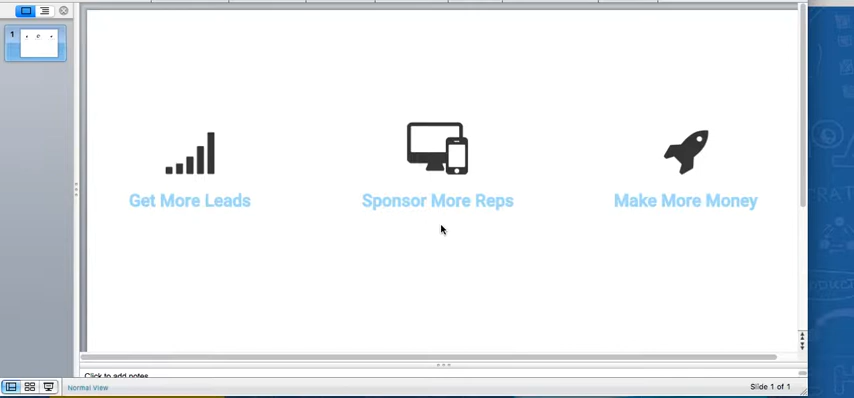 1
Get More Leads
Sponsor More Reps
Make More Money
Click to add notes
Normal View
Slide 1 of 1